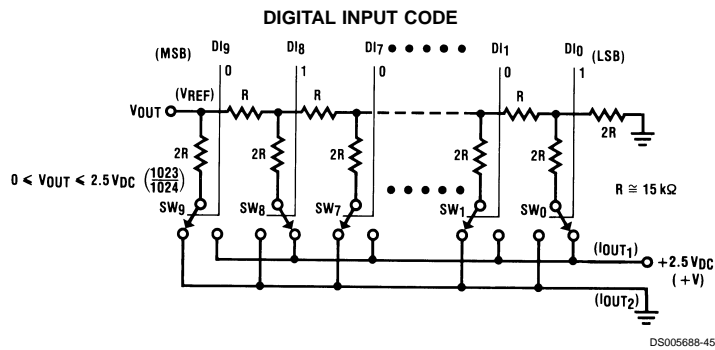 DIGITAL INPUT CODE
(MSB) DI9 DI8 DI7 DI1 DI0 (LSB)
0 1 0 0 1
(VREF) R R R
VOUT 2R
2R 2R 2R 2R 2R
0 ≤ VOUT ≤ 2.5 VDC (1023/1024)
R ≅ 15 kΩ
SW9 SW8 SW7 SW1 SW0
(IOUT1) +2.5 VDC
(+V)
(IOUT2)
DS005688-45